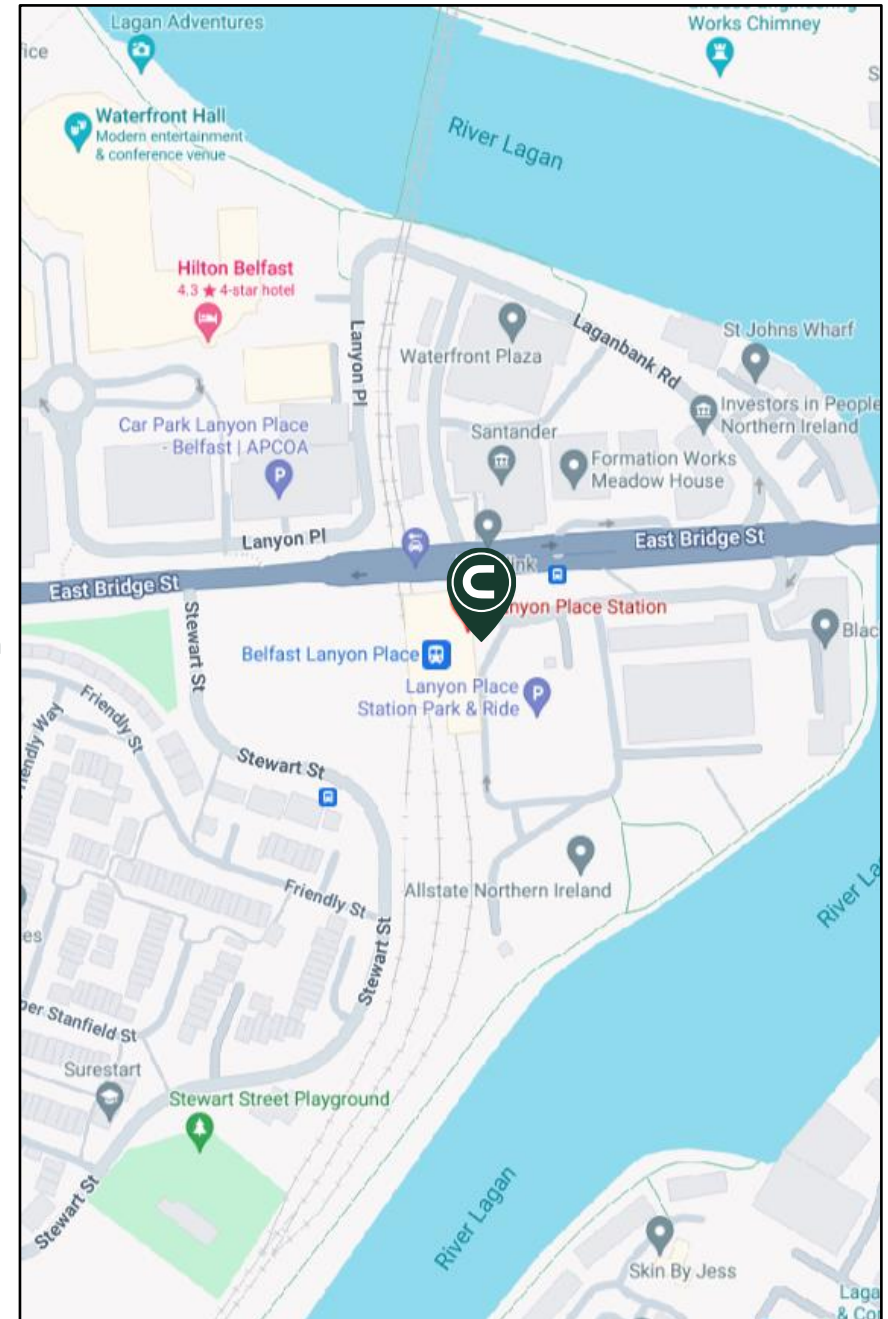 Works Chimney
Lagan Adventures
Waterfront Hall
Modern entertainment
& conference venue
River Lagan
Hilton Belfast
4.3 ★ 4-star hotel
Lanyon Pl
Laganbank Rd
Waterfront Plaza
St Johns Wharf
Investors in People
Northern Ireland
Car Park Lanyon Place
- Belfast | APCOA
P
Santander
Formation Works
Meadow House
Lanyon Pl
East Bridge St
East Bridge St
C
nyon Place Station
Stewart St
Belfast Lanyon Place
Lanyon Place
Station Park & Ride
P
Friendly St
Stewart St
Friendly St
Allstate Northern Ireland
Stewart St
River
Stanfield St
Surestart
Stewart Street Playground
Stewart St
River Lagan
Skin By Jess